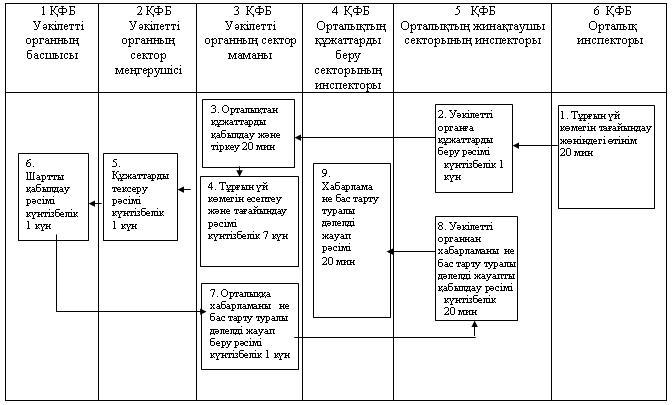 1 ҚФБ
Уәкілетті
органның
басшысы
2 ҚФБ
Уәкілетті
органның
сектор
меңгерушісі
3 ҚФБ
Уәкілетті
органның сектор
маманы
4 ҚФБ
Орталықтың
құжаттарды
беру
секторының
инспекторы
5 ҚФБ
Орталықтың жинақтаушы
секторының инспекторы
6 ҚФБ
Орталық
инспекторы
1. Тұрғын үй
көмегін тағайындау
жөніндегі өтінім
20 мин
2. Уәкілетті
органға
құжаттарды
беру рәсімі
күнтізбелік 1
күн
3. Орталықтан
құжаттарды
қабылдау және
тіркеу 20 мин
4. Тұрғын үй
көмегін есептеу
және тағайындау
рәсімі
күнтізбелік 7 күн
5.
Құжаттарды
тексеру
рәсімі
күнтізбелік
1 күн
6.
Шартты
қабылдау
рәсімі
күнтізбелік
1 күн
7. Орталыққа
хабарламаны не
бас тарту туралы
дәлелді жауап
беру рәсімі
күнтізбелік 1 күн
8. Уәкілетті
органнан
хабарламаны не
бас тарту туралы
дәлелді жауапты
қабылдау рәсімі
күнтізбелік
20 мин
9.
Хабарлама
не бас тарту
туралы
дәлелді
жауап
рәсімі
20 мин